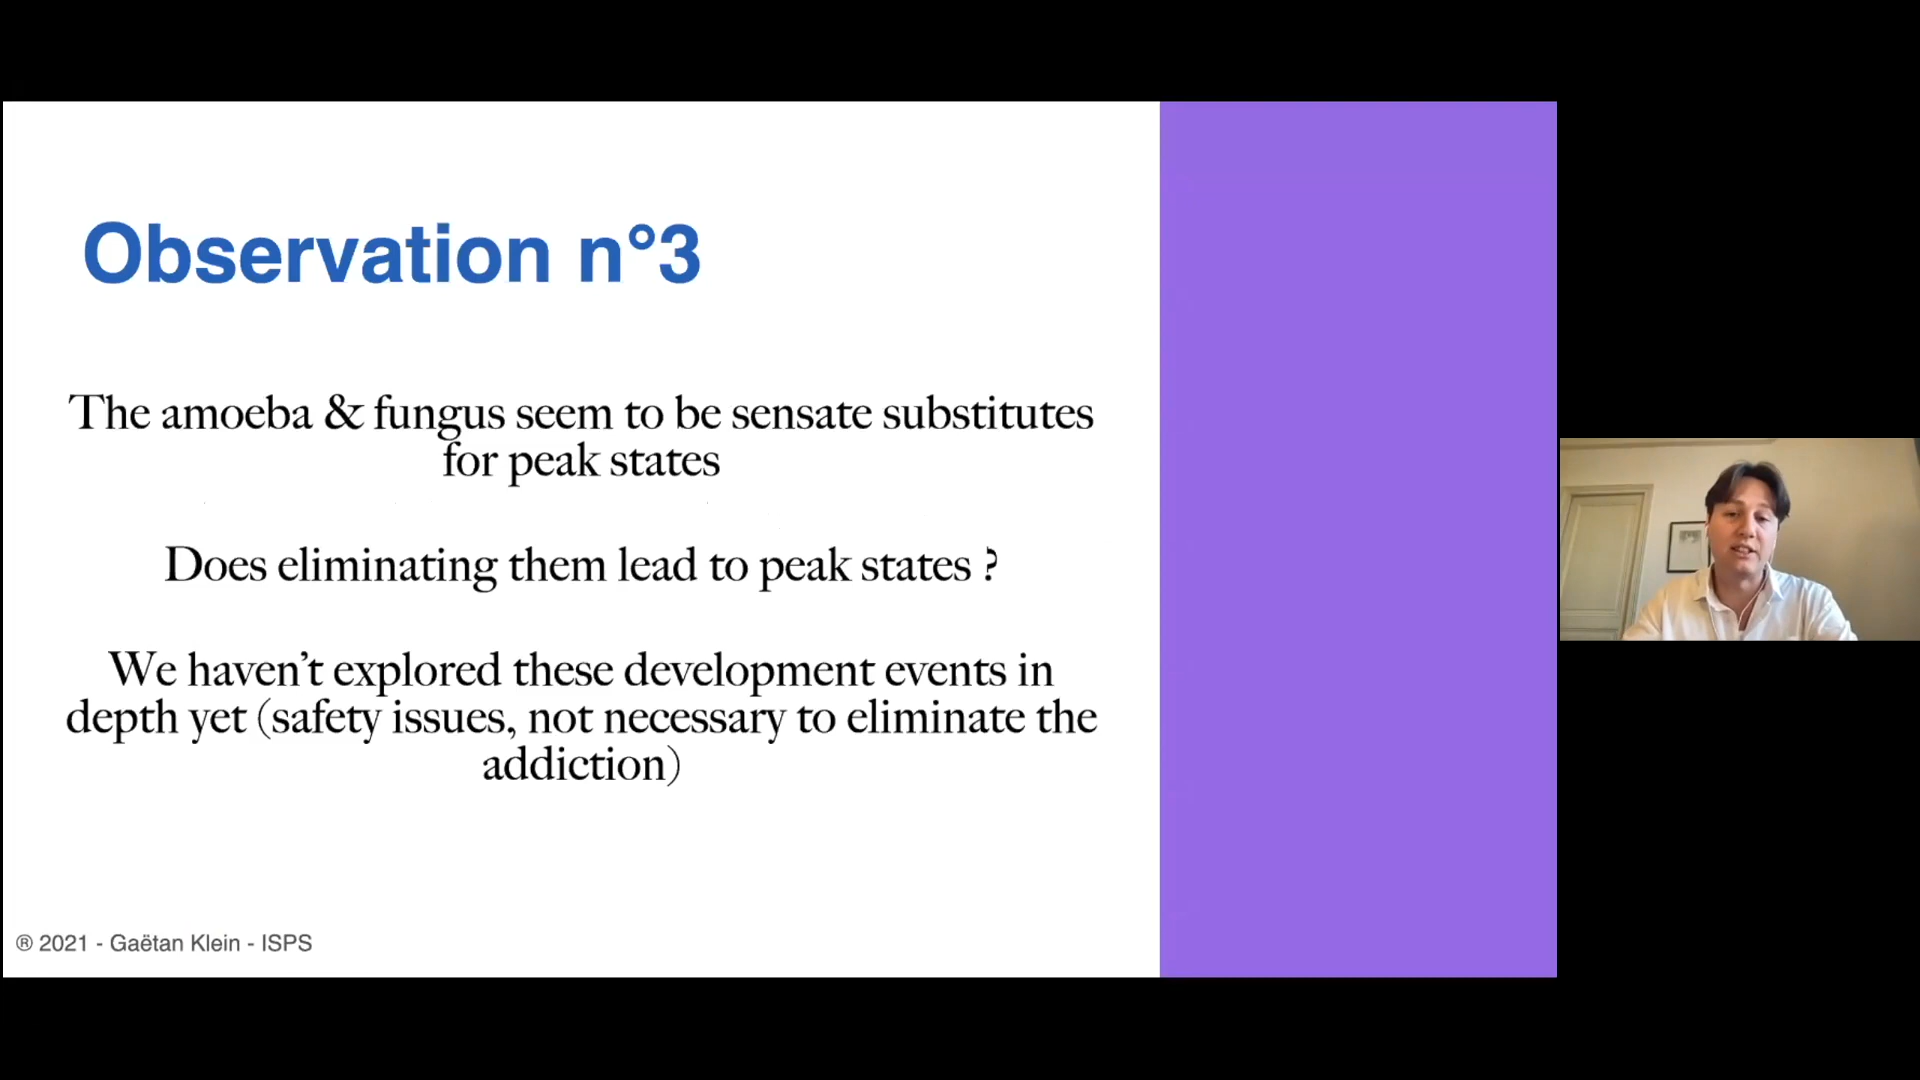 Observation n°3
The amoeba & fungus seem to be sensate substitutes
for peak states
Does eliminating them lead to peak states ?
We haven’t explored these development events in
depth yet (safety issues, not necessary to eliminate the
addiction)
® 2021 - Gaëtan Klein - ISPS